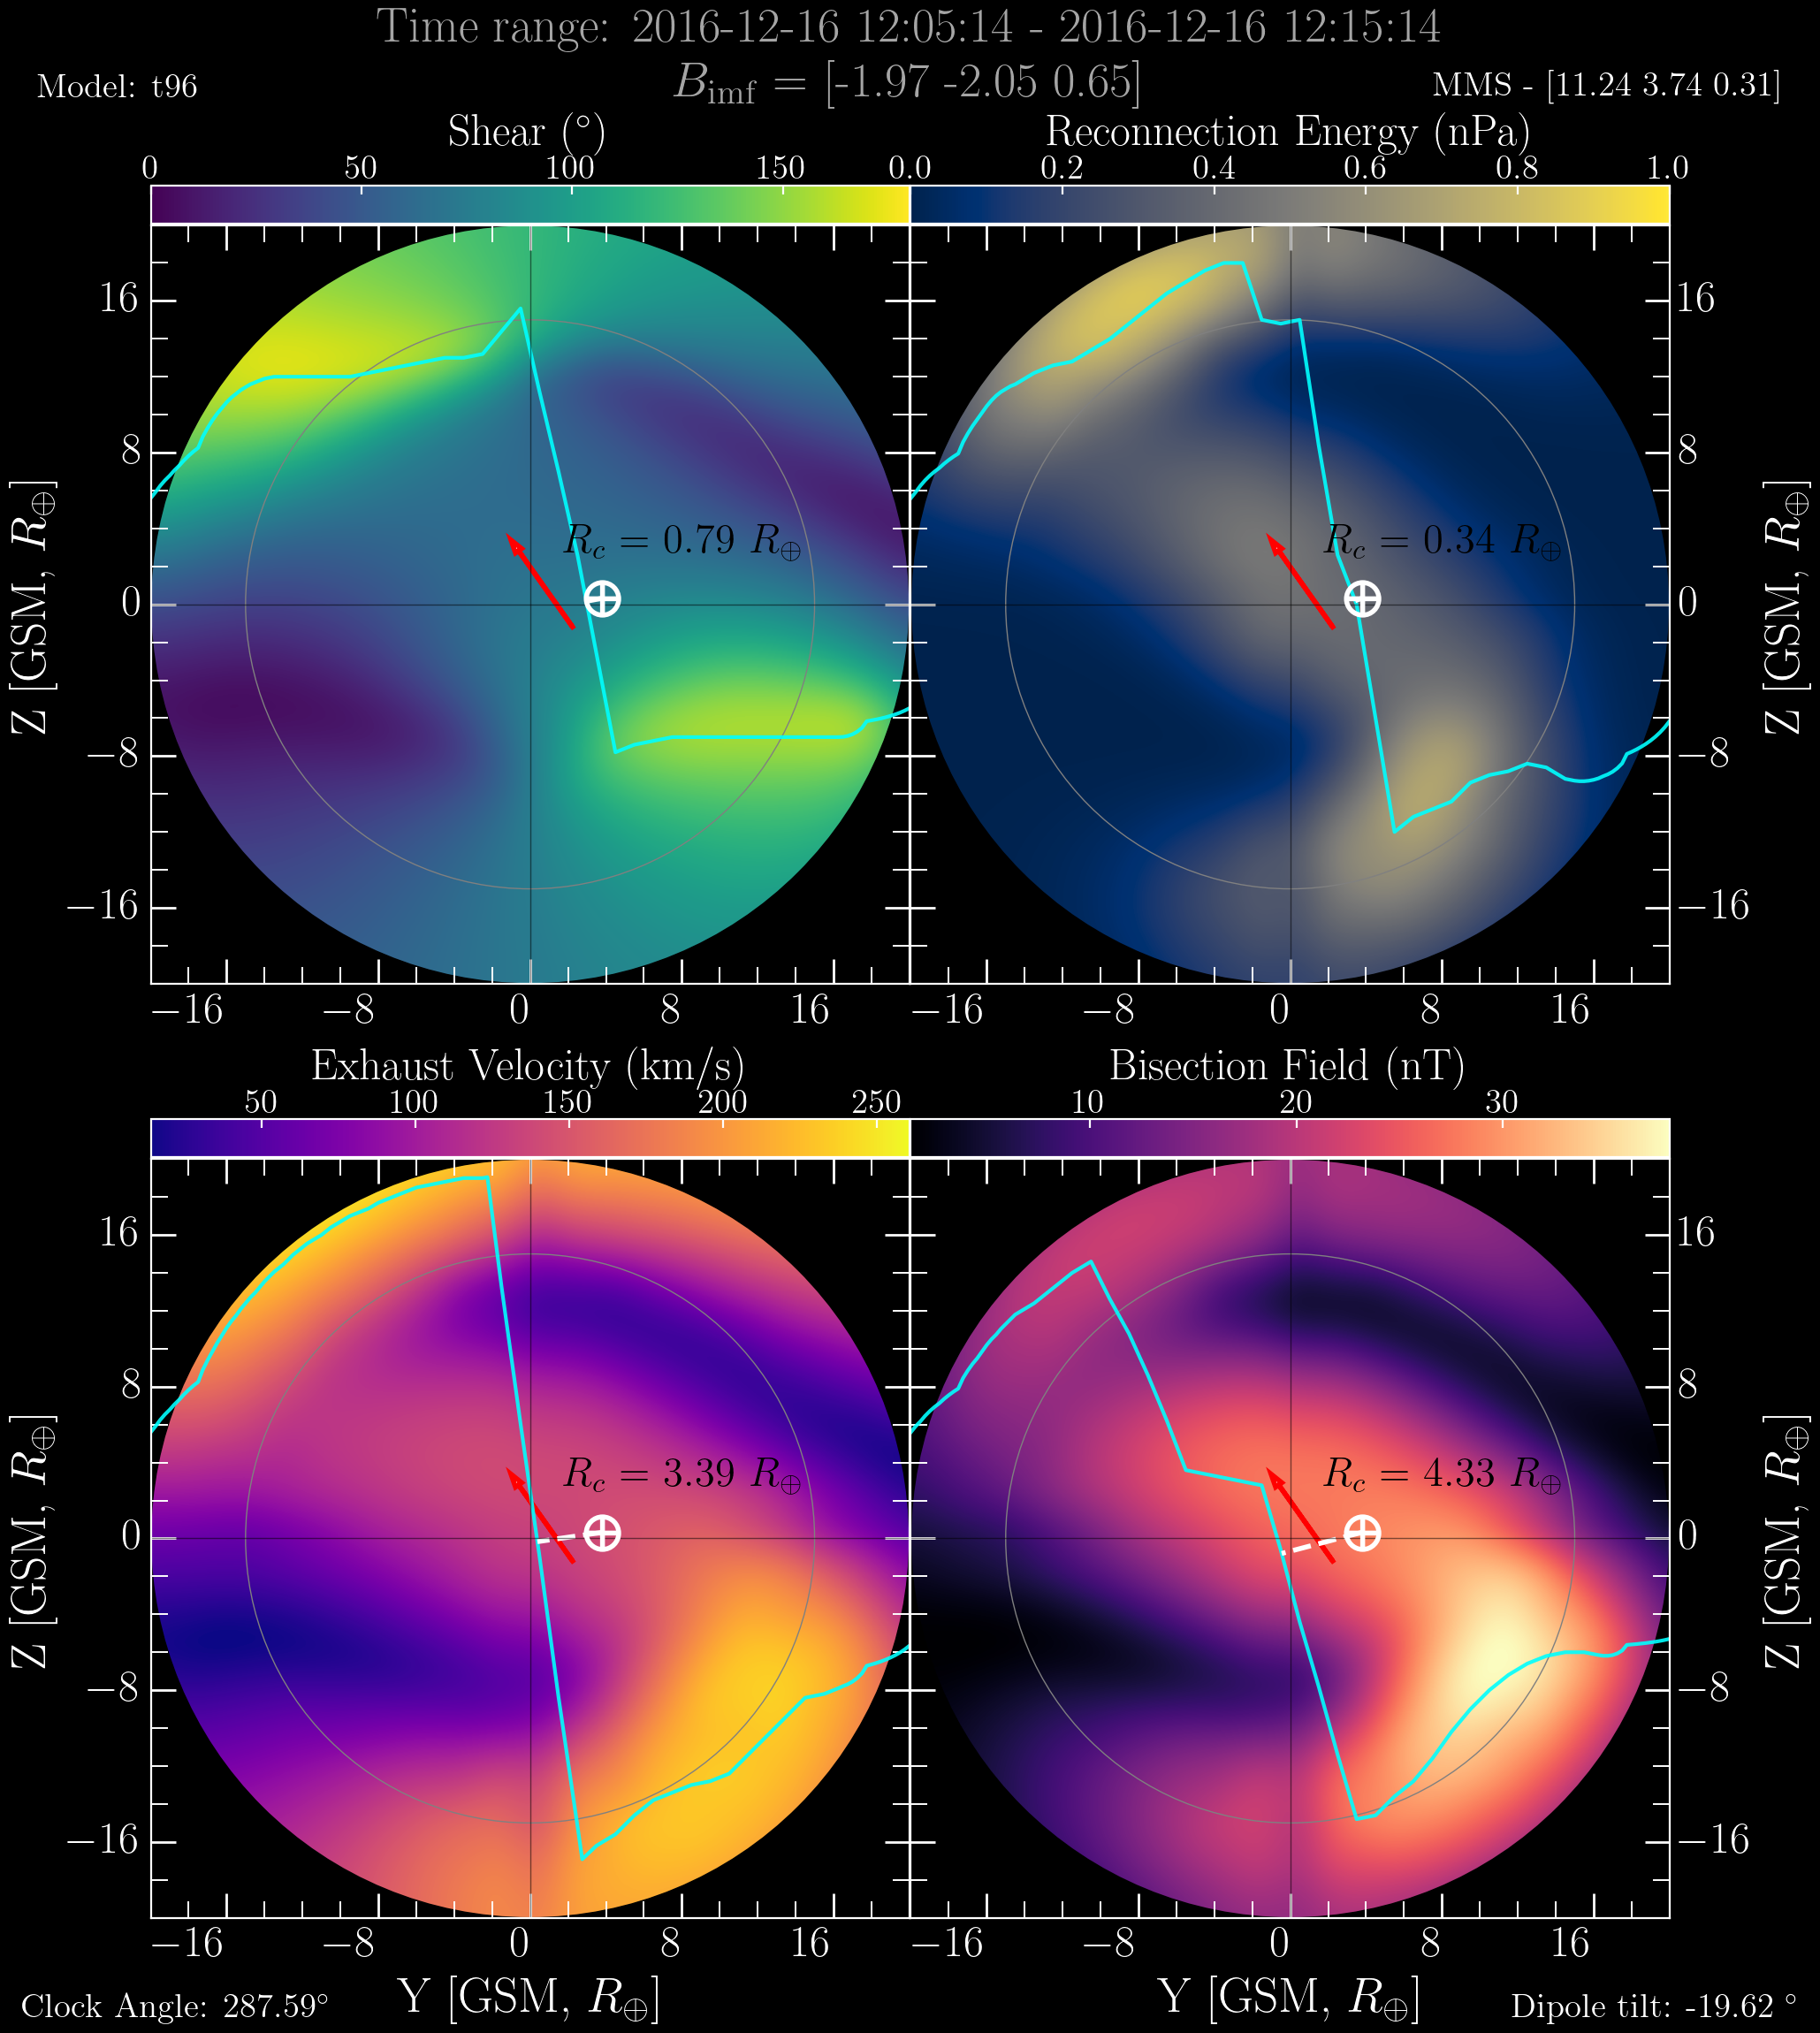 Time range: 2016-12-16 12:05:14 - 2016-12-16 12:15:14
Model: t96
B_imf = [-1.97 -2.05 0.65]
MMS - [11.24 3.74 0.31]
Shear (°)
Reconnection Energy (nPa)
0 50 100 150
0.0 0.2 0.4 0.6 0.8 1.0
16 8 0 −8 −16
Z [GSM, R⊕]
R_c = 0.79 R⊕
R_c = 0.34 R⊕
16 8 0 −8 −16
Z [GSM, R⊕]
−16 −8 0 8 16
−16 −8 0 8 16
Exhaust Velocity (km/s)
Bisection Field (nT)
50 100 150 200 250
10 20 30
16 8 0 −8 −16
Z [GSM, R⊕]
R_c = 3.39 R⊕
R_c = 4.33 R⊕
16 8 0 −8 −16
Z [GSM, R⊕]
−16 −8 0 8 16
−16 −8 0 8 16
Y [GSM, R⊕]
Y [GSM, R⊕]
Clock Angle: 287.59°
Dipole tilt: -19.62 °